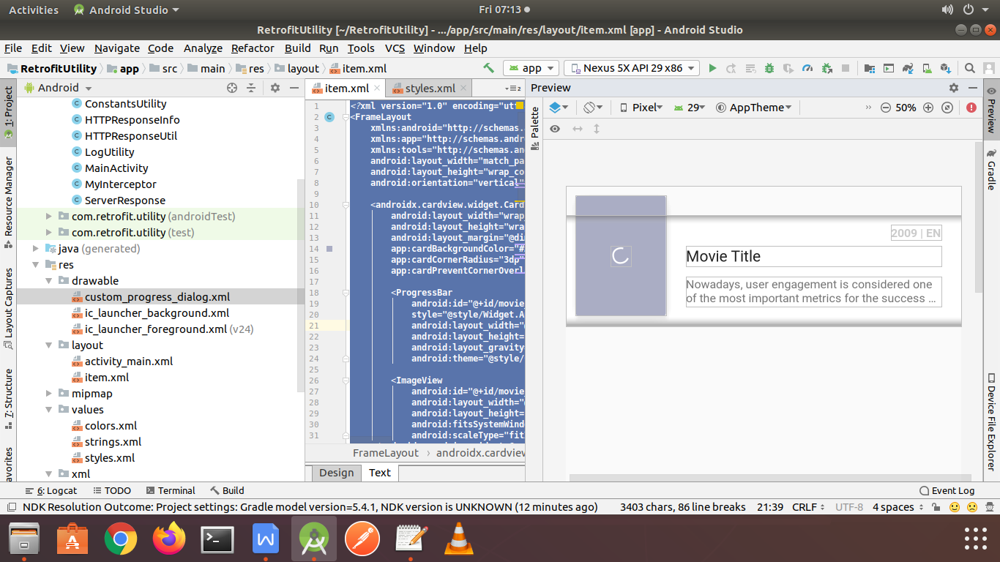 Activities
Android Studio
Fri 07:13
RetrofitUtility [~/RetrofitUtility] - .../app/src/main/res/layout/item.xml [app] - Android Studio
File Edit View Navigate Code Analyze Refactor Build Run Tools VCS Window Help
RetrofitUtility app src main res layout item.xml
app
Nexus 5X API 29 x86
1: Project
Resource Manager
Layout Captures
7: Structure
Android
ConstantsUtility
HTTPResponseInfo
HTTPResponseUtil
LogUtility
MainActivity
MyInterceptor
ServerResponse
com.retrofit.utility (androidTest)
com.retrofit.utility (test)
java (generated)
res
drawable
custom_progress_dialog.xml
ic_launcher_background.xml
ic_launcher_foreground.xml (v24)
layout
activity_main.xml
item.xml
mipmap
values
colors.xml
strings.xml
styles.xml
xml
item.xml
styles.xml
1 <?xml version="1.0" encoding="ut
2 <FrameLayout
3 xmlns:android="http://schemas.
4 xmlns:app="http://schemas.andr
5 xmlns:tools="http://schemas.an
6 android:layout_width="match_pa
7 android:layout_height="wrap_co
8 android:orientation="vertical"
9
10 <androidx.cardview.widget.Card
11 android:layout_width="wrap_
12 android:layout_height="wra
13 android:layout_margin="@di
14 app:cardBackgroundColor="#
15 app:cardCornerRadius="3dp"
16 app:cardPreventCornerOverl
17
18 <ProgressBar
19 android:id="@+id/movie_
20 style="@style/Widget.A
21 android:layout_width="
22 android:layout_height=
23 android:layout_gravity
24 android:theme="@style/
25
26 <ImageView
27 android:id="@+id/movie_
28 android:layout_width="
29 android:layout_height=
30 android:fitsSystemWind
31 android:scaleType="fit
FrameLayout androidx.cardview
Design Text
Preview
Palette
Pixel
29
AppTheme
50%
2009 | EN
Movie Title
Nowadays, user engagement is considered one
of the most important metrics for the success ...
Preview
Gradle
Device File Explorer
6: Logcat
TODO
Terminal
Build
Event Log
NDK Resolution Outcome: Project settings: Gradle model version=5.4.1, NDK version is UNKNOWN (12 minutes ago)
3403 chars, 86 line breaks
21:39
CRLF
UTF-8
4 spaces